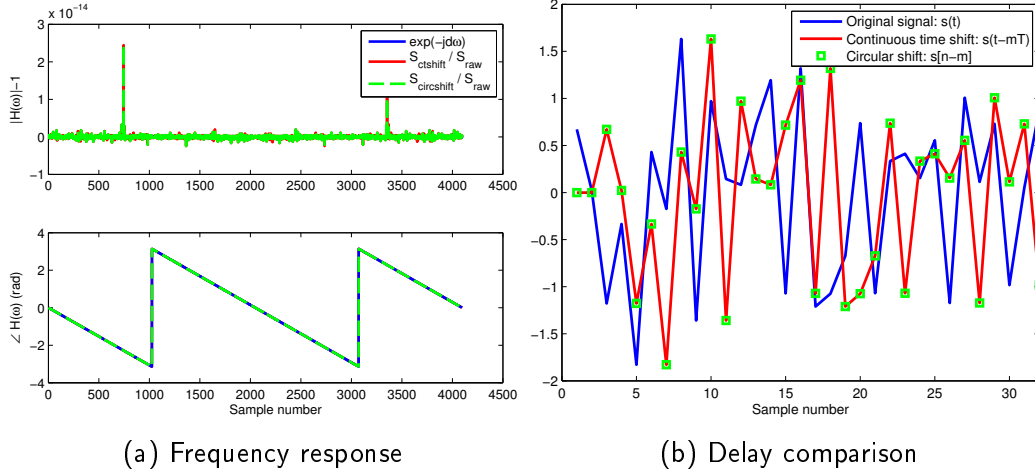 x 10^−14
3
2
1
0
−1
|H(ω)|−1
exp(−jdω)
S_ctshift / S_raw
S_circshift / S_raw
0 500 1000 1500 2000 2500 3000 3500 4000 4500
4
2
0
−2
−4
∠ H(ω) (rad)
0 500 1000 1500 2000 2500 3000 3500 4000 4500
Sample number
(a) Frequency response
2
1.5
1
0.5
0
−0.5
−1
−1.5
−2
Original signal: s(t)
Continuous time shift: s(t−mT)
Circular shift: s[n−m]
0 5 10 15 20 25 30
Sample number
(b) Delay comparison